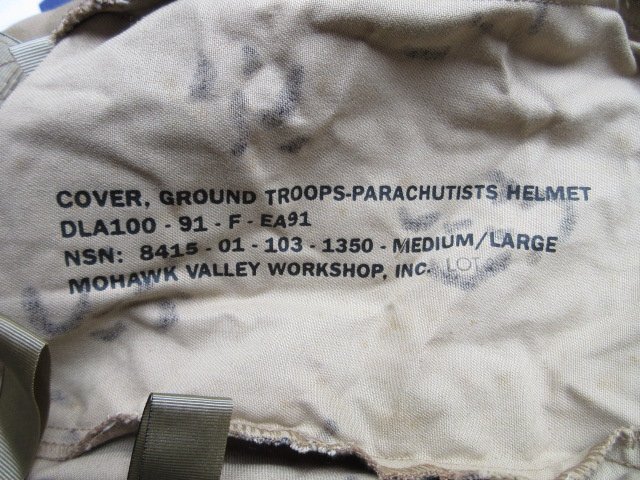 COVER, GROUND TROOPS-PARACHUTISTS HELMET
DLA100 - 91 - F - EA91
NSN: 8415 - 01 - 103 - 1350 - MEDIUM/LARGE
MOHAWK VALLEY WORKSHOP, INC. LOT